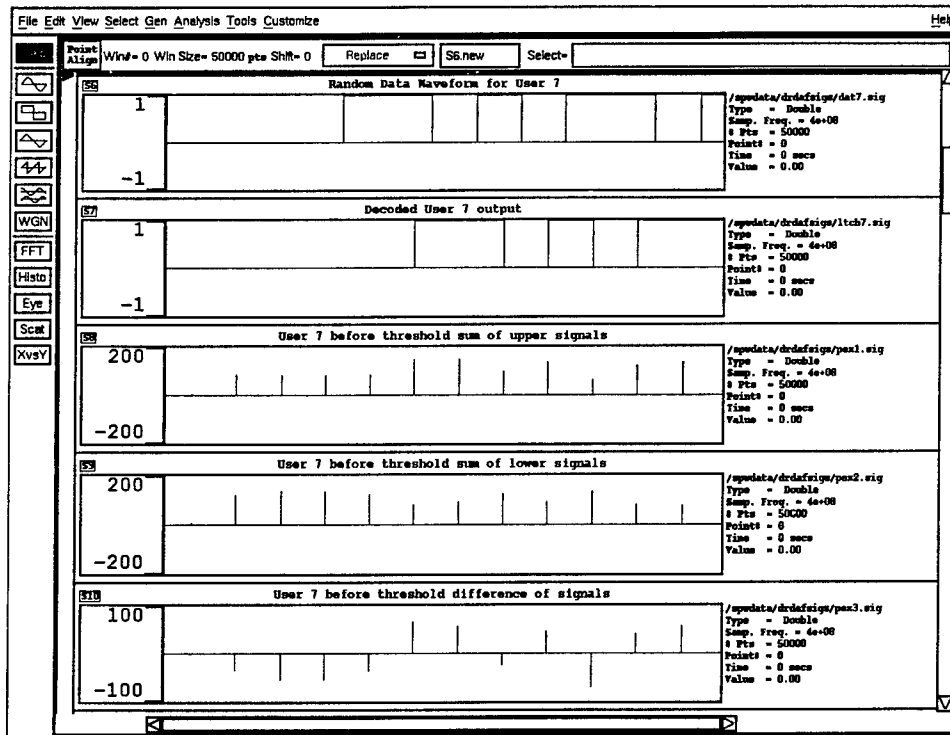 File Edit View Select Gen Analysis Tools Customize Help
Point Align Win#= 0 Win Size= 50000 pts Shift= 0 Replace S6.new Select=
WGN
FFT
Histo
Eye
Scat
XvsY
S6 Random Data Waveform for User 7
1
-1
/spwdata/drdafsigs/dat7.sig
Type = Double
Samp. Freq. = 4e+08
# Pts = 50000
Point# = 0
Time = 0 secs
Value = 0.00
S7 Decoded User 7 output
1
-1
/spwdata/drdafsigs/ltch7.sig
Type = Double
Samp. Freq. = 4e+08
# Pts = 50000
Point# = 0
Time = 0 secs
Value = 0.00
S8 User 7 before threshold sum of upper signals
200
-200
/spwdata/drdafsigs/pex1.sig
Type = Double
Samp. Freq. = 4e+08
# Pts = 50000
Point# = 0
Time = 0 secs
Value = 0.00
S9 User 7 before threshold sum of lower signals
200
-200
/spwdata/drdafsigs/pex2.sig
Type = Double
Samp. Freq. = 4e+08
# Pts = 50000
Point# = 0
Time = 0 secs
Value = 0.00
S10 User 7 before threshold difference of signals
100
-100
/spwdata/drdafsigs/pex3.sig
Type = Double
Samp. Freq. = 4e+08
# Pts = 50000
Point# = 0
Time = 0 secs
Value = 0.00